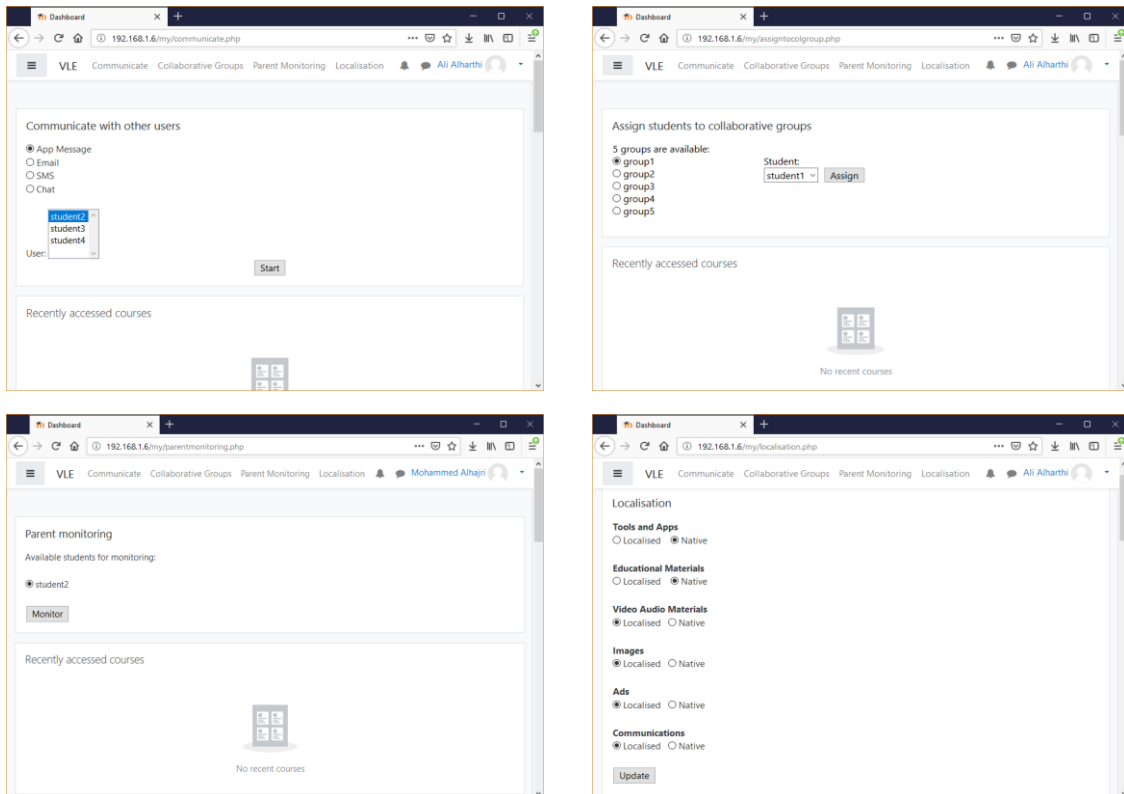 Dashboard
192.168.1.6/my/communicate.php
VLE Communicate Collaborative Groups Parent Monitoring Localisation Ali Alharthi
Communicate with other users
App Message
Email
SMS
Chat
student2
student3
student4
User:
Start
Recently accessed courses
Dashboard
192.168.1.6/my/assigntocolgroup.php
VLE Communicate Collaborative Groups Parent Monitoring Localisation Ali Alharthi
Assign students to collaborative groups
5 groups are available:
group1
group2
group3
group4
group5
Student:
student1 Assign
Recently accessed courses
No recent courses
Dashboard
192.168.1.6/my/parentmonitoring.php
VLE Communicate Collaborative Groups Parent Monitoring Localisation Mohammed Alhajri
Parent monitoring
Available students for monitoring:
student2
Monitor
Recently accessed courses
No recent courses
Dashboard
192.168.1.6/my/localisation.php
VLE Communicate Collaborative Groups Parent Monitoring Localisation Ali Alharthi
Localisation
Tools and Apps
Localised Native
Educational Materials
Localised Native
Video Audio Materials
Localised Native
Images
Localised Native
Ads
Localised Native
Communications
Localised Native
Update